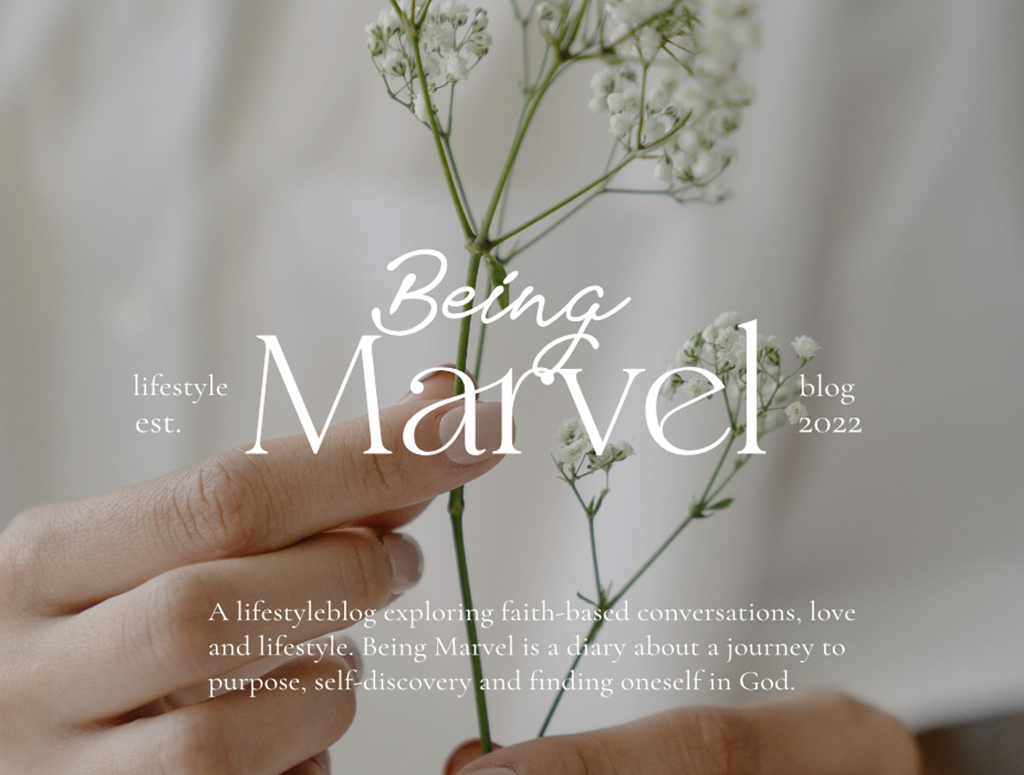 Being
Marvel
lifestyle
est.
blog
2022
A lifestyleblog exploring faith-based conversations, love
and lifestyle. Being Marvel is a diary about a journey to
purpose, self-discovery and finding oneself in God.